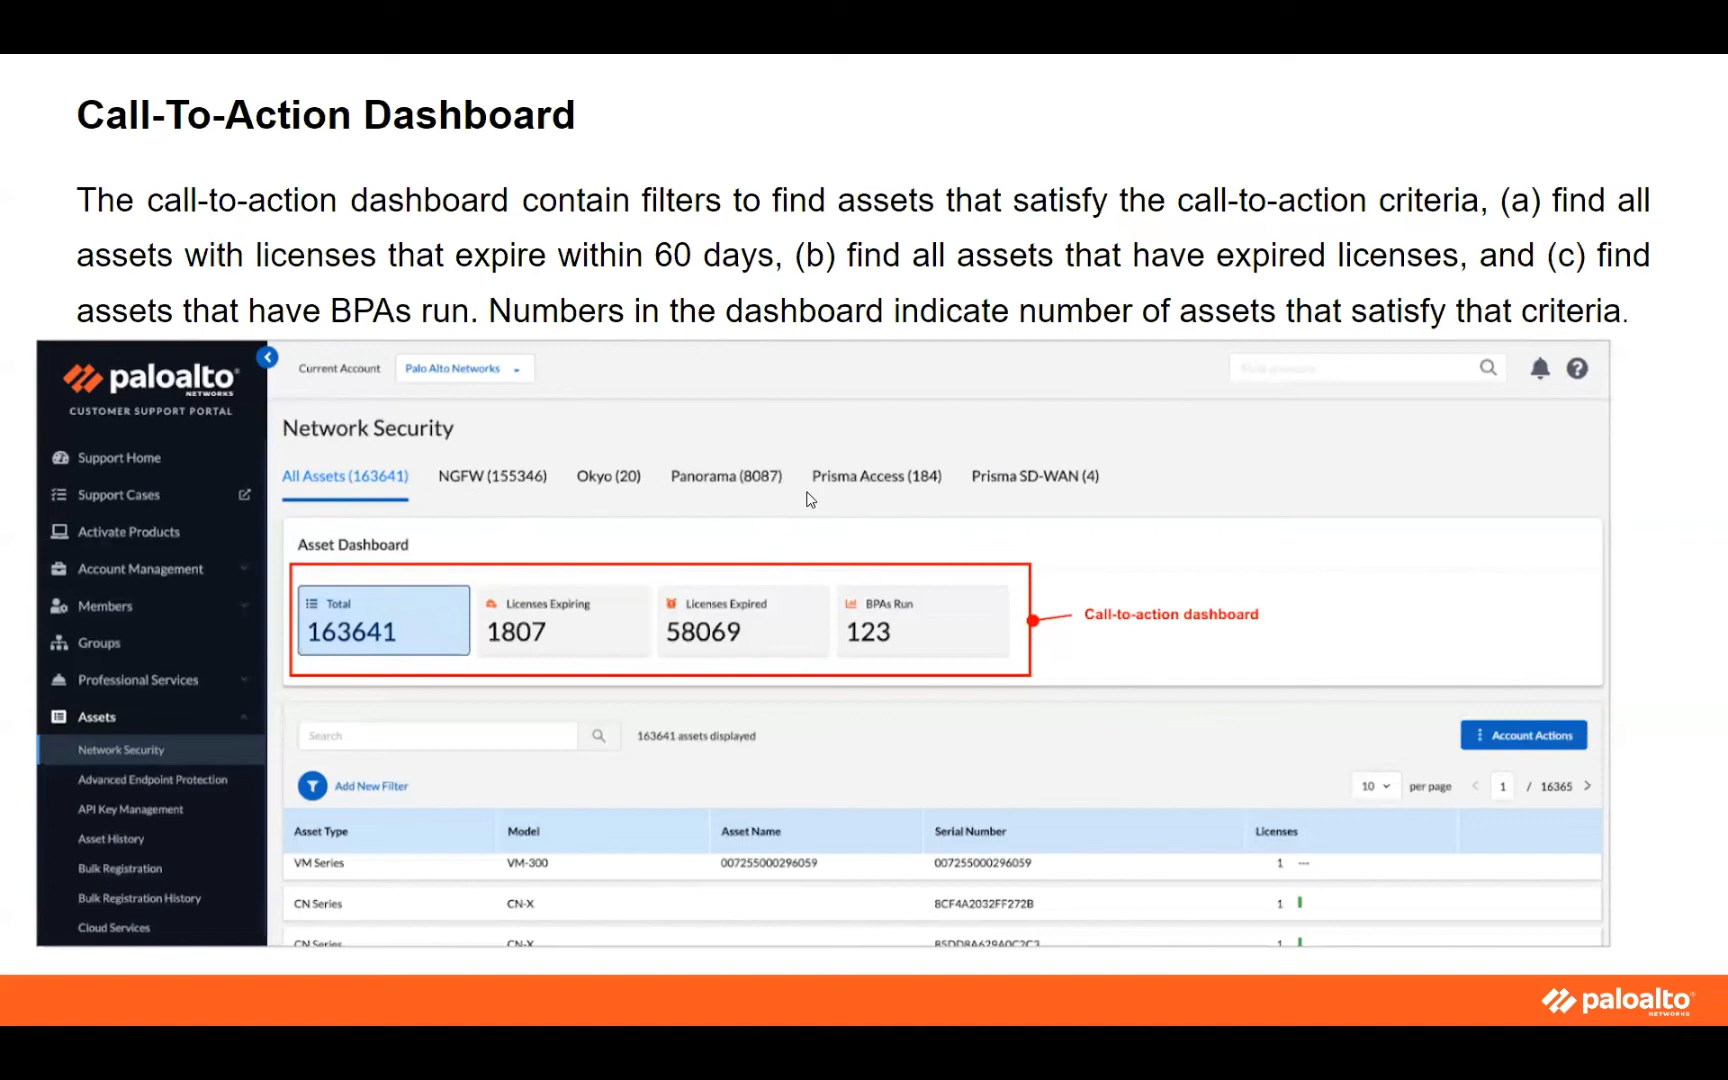 Call-To-Action Dashboard
The call-to-action dashboard contain filters to find assets that satisfy the call-to-action criteria, (a) find all
assets with licenses that expire within 60 days, (b) find all assets that have expired licenses, and (c) find
assets that have BPAs run. Numbers in the dashboard indicate number of assets that satisfy that criteria.
paloalto
NETWORKS
CUSTOMER SUPPORT PORTAL
Support Home
Support Cases
Activate Products
Account Management
Members
Groups
Professional Services
Assets
Network Security
Advanced Endpoint Protection
API Key Management
Asset History
Bulk Registration
Bulk Registration History
Cloud Services
Current Account
Palo Alto Networks
Network Security
All Assets (163641) NGFW (155346) Okyo (20) Panorama (8087) Prisma Access (184) Prisma SD-WAN (4)
Asset Dashboard
Total Licenses Expiring Licenses Expired BPAs Run
163641 1807 58069 123
Call-to-action dashboard
Search
163641 assets displayed
Account Actions
Add New Filter
10 per page 1 / 16365
Asset Type Model Asset Name Serial Number Licenses
VM Series VM-300 007255000296059 007255000296059 1 ---
CN Series CN-X 8CF4A2032FF272B 1
CN Series CN-X 1
paloalto
NETWORKS